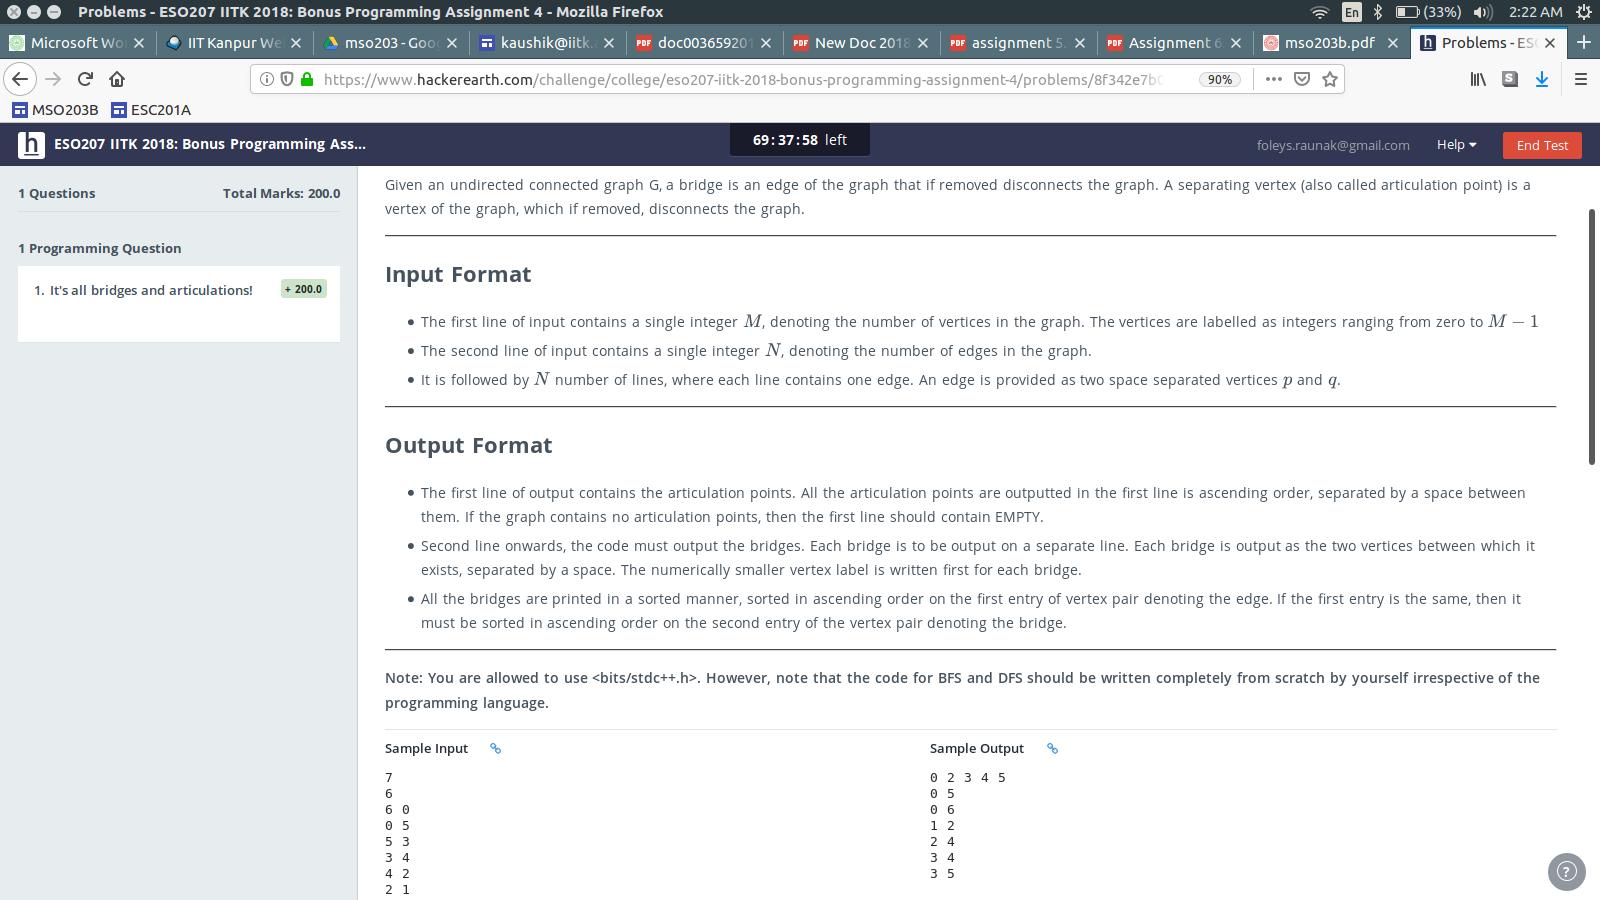 Problems - ESO207 IITK 2018: Bonus Programming Assignment 4 - Mozilla Firefox
En (33%) 2:22 AM
Microsoft Wo IIT Kanpur We mso203 - Goo kaushik@iitk. doc003659201 New Doc 2018 assignment 5. Assignment 6. mso203b.pdf Problems - ESO
https://www.hackerearth.com/challenge/college/eso207-iitk-2018-bonus-programming-assignment-4/problems/8f342e7b 90%
MSO203B ESC201A
h ESO207 IITK 2018: Bonus Programming Ass... 69:37:58 left foleys.raunak@gmail.com Help End Test
1 Questions Total Marks: 200.0
1 Programming Question
1. It's all bridges and articulations! + 200.0
Given an undirected connected graph G, a bridge is an edge of the graph that if removed disconnects the graph. A separating vertex (also called articulation point) is a
vertex of the graph, which if removed, disconnects the graph.
Input Format
• The first line of input contains a single integer M, denoting the number of vertices in the graph. The vertices are labelled as integers ranging from zero to M − 1
• The second line of input contains a single integer N, denoting the number of edges in the graph.
• It is followed by N number of lines, where each line contains one edge. An edge is provided as two space separated vertices p and q.
Output Format
• The first line of output contains the articulation points. All the articulation points are outputted in the first line is ascending order, separated by a space between
them. If the graph contains no articulation points, then the first line should contain EMPTY.
• Second line onwards, the code must output the bridges. Each bridge is to be output on a separate line. Each bridge is output as the two vertices between which it
exists, separated by a space. The numerically smaller vertex label is written first for each bridge.
• All the bridges are printed in a sorted manner, sorted in ascending order on the first entry of vertex pair denoting the edge. If the first entry is the same, then it
must be sorted in ascending order on the second entry of the vertex pair denoting the bridge.
Note: You are allowed to use <bits/stdc++.h>. However, note that the code for BFS and DFS should be written completely from scratch by yourself irrespective of the
programming language.
Sample Input
7
6
6 0
0 5
5 3
3 4
4 2
2 1
Sample Output
0 2 3 4 5
0 5
0 6
1 2
2 4
3 4
3 5
?